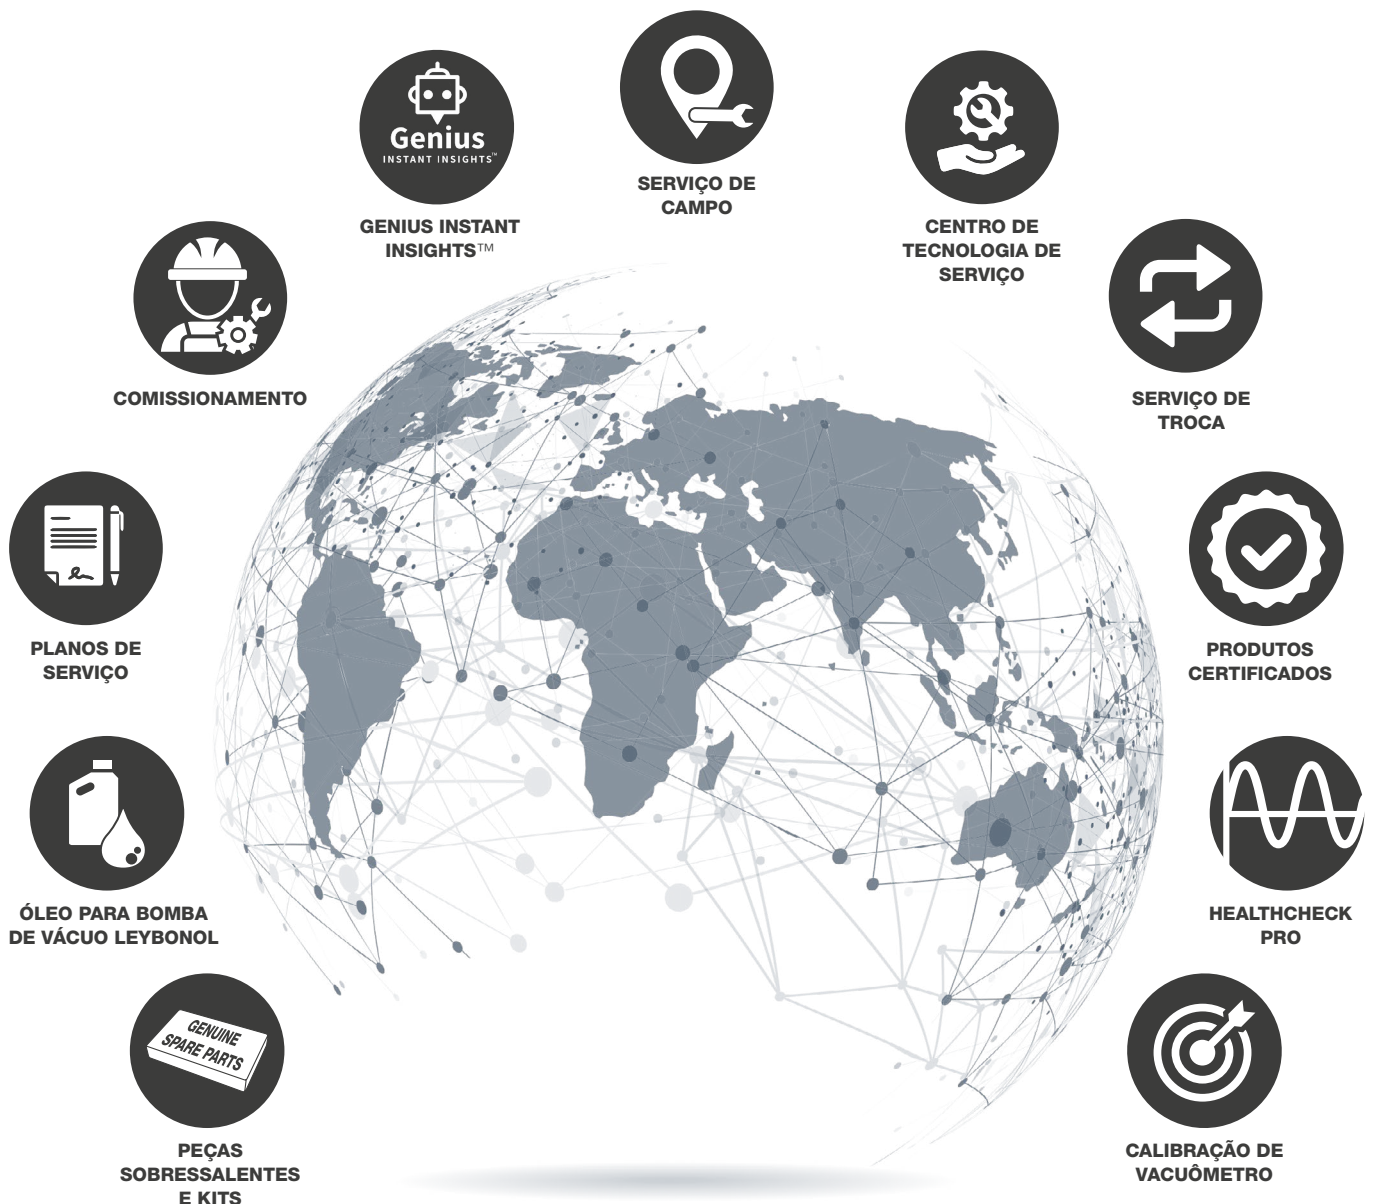 Genius
INSTANT INSIGHTS™
GENIUS INSTANT
INSIGHTS™
SERVIÇO DE
CAMPO
CENTRO DE
TECNOLOGIA DE
SERVIÇO
COMISSIONAMENTO
SERVIÇO DE
TROCA
PLANOS DE
SERVIÇO
PRODUTOS
CERTIFICADOS
ÓLEO PARA BOMBA
DE VÁCUO LEYBONOL
HEALTHCHECK
PRO
GENUINE
SPARE PARTS
PEÇAS
SOBRESSALENTES
E KITS
CALIBRAÇÃO DE
VACUÔMETRO